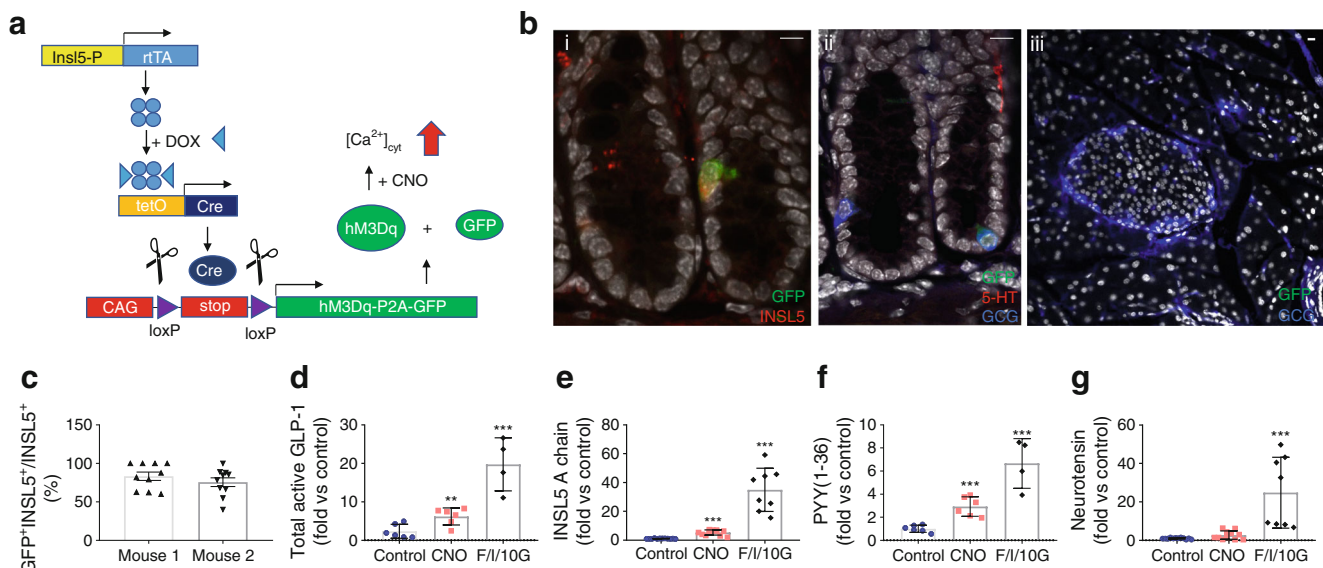 a
Insl5-P rtTA
+ DOX
tetO Cre
Cre
CAG stop hM3Dq-P2A-GFP
loxP loxP
[Ca2+]cyt
+ CNO
hM3Dq + GFP
b
i
GFP
INSL5
ii
GFP
5-HT
GCG
iii
GFP
GCG
c
GFP+INSL5+/INSL5+
(%)
150
100
50
0
Mouse 1 Mouse 2
d
Total active GLP-1
(fold vs control)
30
20
10
0
**
***
Control CNO F/I/10G
e
INSL5 A chain
(fold vs control)
80
60
40
20
0
***
***
Control CNO F/I/10G
f
PYY(1-36)
(fold vs control)
10
8
6
4
2
0
***
***
Control CNO F/I/10G
g
Neurotensin
(fold vs control)
60
40
20
0
***
Control CNO F/I/10G